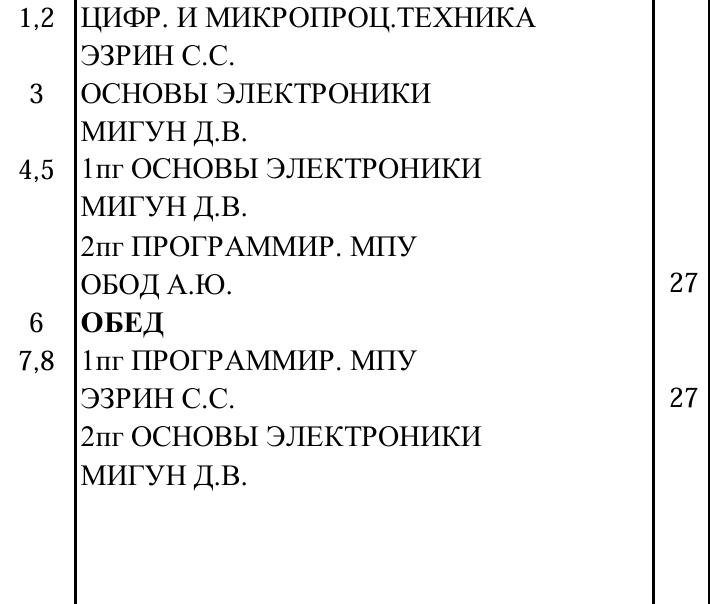 1,2 ЦИФР. И МИКРОПРОЦ.ТЕХНИКА
ЭЗРИН С.С.
3 ОСНОВЫ ЭЛЕКТРОНИКИ
МИГУН Д.В.
4,5 1пг ОСНОВЫ ЭЛЕКТРОНИКИ
МИГУН Д.В.
2пг ПРОГРАММИР. МПУ
ОБОД А.Ю. 27
6 ОБЕД
7,8 1пг ПРОГРАММИР. МПУ
ЭЗРИН С.С. 27
2пг ОСНОВЫ ЭЛЕКТРОНИКИ
МИГУН Д.В.